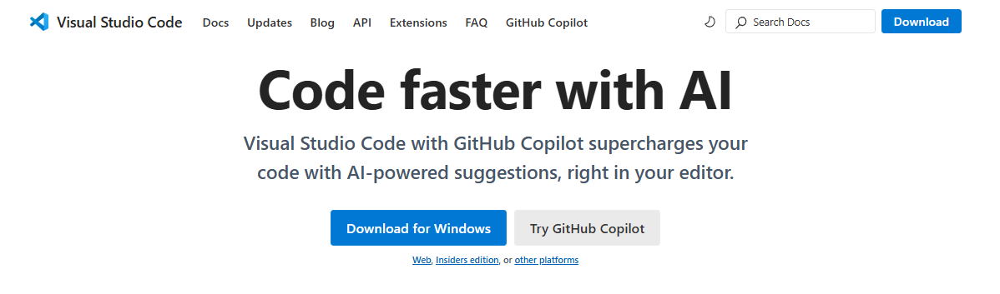 Visual Studio Code Docs Updates Blog API Extensions FAQ GitHub Copilot Search Docs Download
Code faster with AI
Visual Studio Code with GitHub Copilot supercharges your
code with AI-powered suggestions, right in your editor.
Download for Windows Try GitHub Copilot
Web, Insiders edition, or other platforms